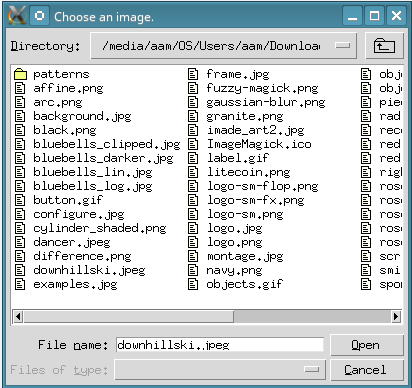 Choose an image.
Directory: /media/aam/OS/Users/aam/Downloa
patterns
affine.png
arc.png
background.jpg
black.png
bluebells_clipped.jpg
bluebells_darker.jpg
bluebells_lin.jpg
bluebells_log.jpg
button.gif
configure.jpg
cylinder_shaded.png
dancer.jpeg
difference.png
downhillski.jpeg
examples.jpg
frame.jpg
fuzzy-magick.png
gaussian-blur.png
granite.png
imade_art2.jpg
ImageMagick.ico
label.gif
litecoin.png
logo-sm-flop.png
logo-sm-fx.png
logo-sm.png
logo.jpg
logo.png
montage.jpg
navy.png
objects.gif
obj
obj
pie
rad
rec
red
red
rig
ros
ros
ros
ros
ros
scr
smi
spo
File name: downhillski.jpeg
Open
Files of type:
Cancel